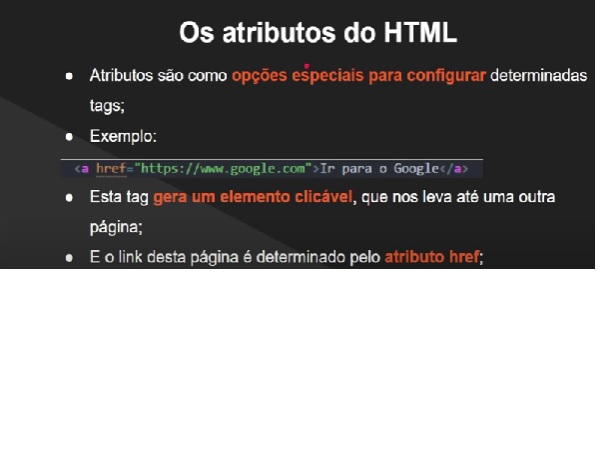 Os atributos do HTML
● Atributos são como opções especiais para configurar determinadas
tags;
● Exemplo:
<a href="https://www.google.com">Ir para o Google</a>
● Esta tag gera um elemento clicável, que nos leva até uma outra
página;
● E o link desta página é determinado pelo atributo href;